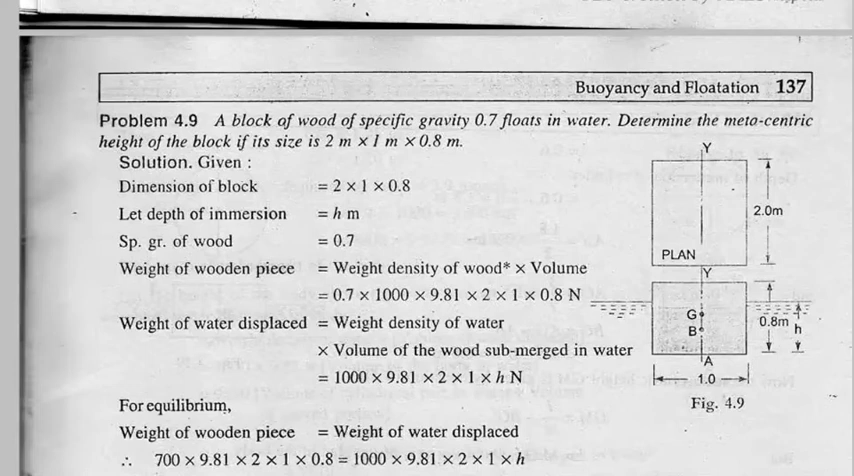 Buoyancy and Floatation 137
Problem 4.9 A block of wood of specific gravity 0.7 floats in water. Determine the meta-centric
height of the block if its size is 2 m × 1 m × 0.8 m.
Solution. Given :
Dimension of block = 2 × 1 × 0.8
Let depth of immersion = h m
Sp. gr. of wood = 0.7
Weight of wooden piece = Weight density of wood* × Volume
= 0.7 × 1000 × 9.81 × 2 × 1 × 0.8 N
Weight of water displaced = Weight density of water
× Volume of the wood sub-merged in water
= 1000 × 9.81 × 2 × 1 × h N
For equilibrium,
Weight of wooden piece = Weight of water displaced
∴ 700 × 9.81 × 2 × 1 × 0.8 = 1000 × 9.81 × 2 × 1 × h
Y
2.0m
PLAN
Y
G
0.8m
h
B
A
1.0
Fig. 4.9